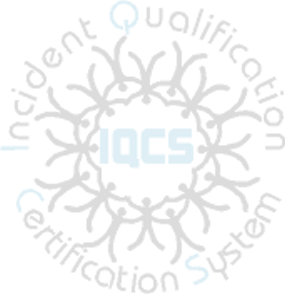 Incident Qualification
IQCS
Certification System